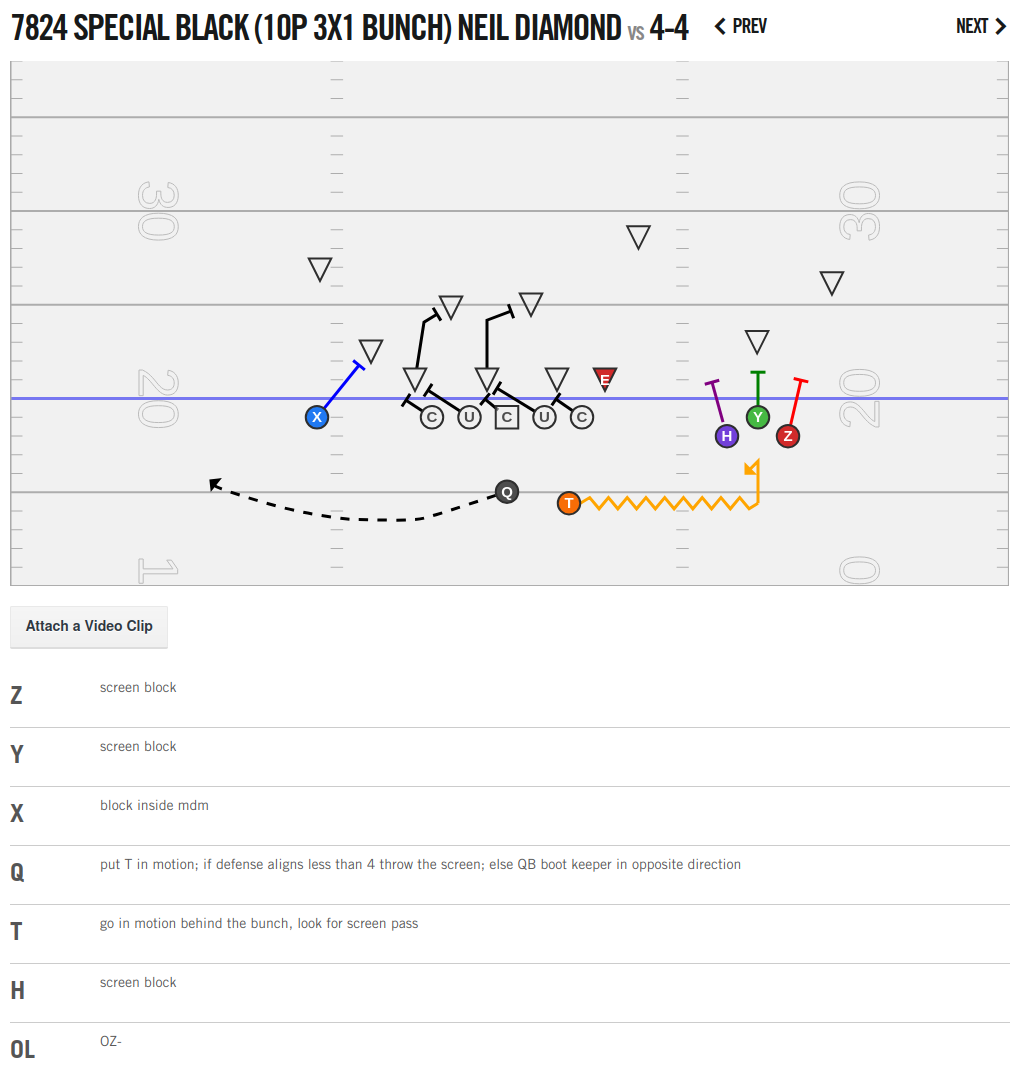 7824 SPECIAL BLACK (10P 3X1 BUNCH) NEIL DIAMOND VS 4-4
PREV
NEXT
30
30
20
20
E
X
C
U
C
U
C
H
Y
Z
Q
T
1
0
Attach a Video Clip
Z screen block
Y screen block
X block inside mdm
Q put T in motion; if defense aligns less than 4 throw the screen; else QB boot keeper in opposite direction
T go in motion behind the bunch, look for screen pass
H screen block
OL OZ-